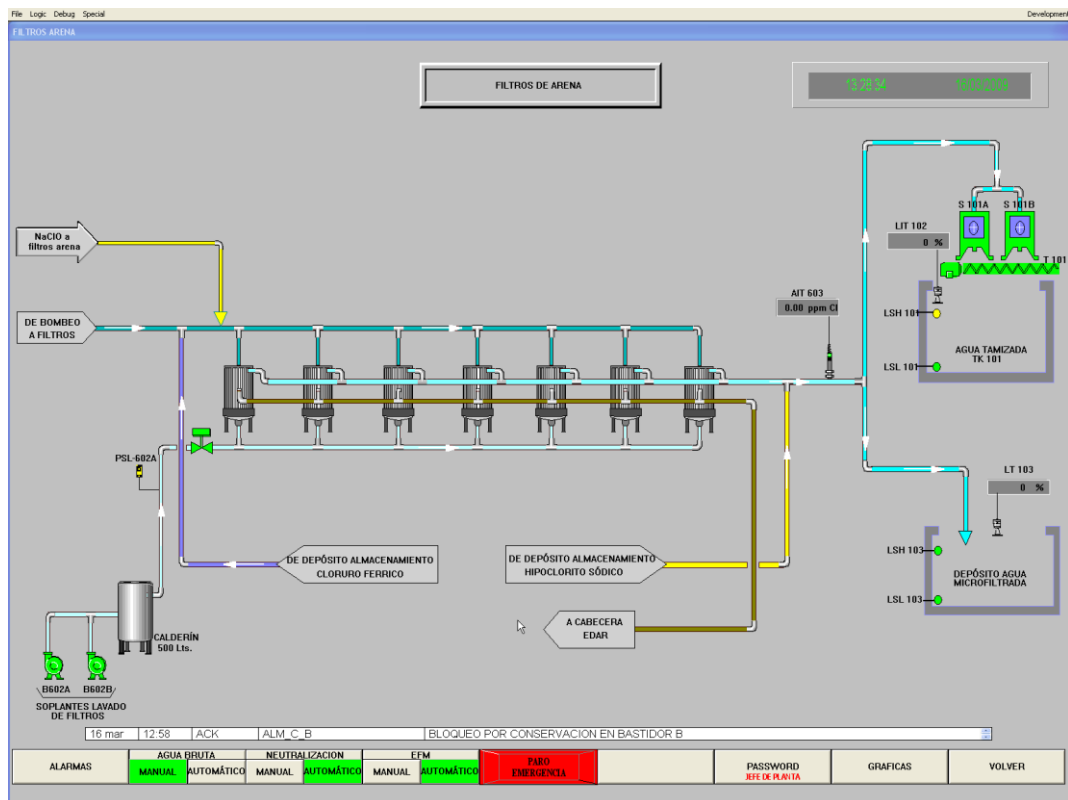 File Logic Debug Special Development
FILTROS ARENA
FILTROS DE ARENA
13:28:34 16/03/2009
S 101A S 101B
LIT 102
0 %
T 101
NaClO a
filtros arena
AIT 603
0.00 ppm Cl
LSH 101
DE BOMBEO
A FILTROS
AGUA TAMIZADA
TK 101
LSL 101
PSL-602A
LT 103
0 %
DE DEPÓSITO ALMACENAMIENTO
CLORURO FERRICO
DE DEPÓSITO ALMACENAMIENTO
HIPOCLORITO SÓDICO
LSH 103
DEPÓSITO AGUA
MICROFILTRADA
LSL 103
A CABECERA
EDAR
CALDERÍN
500 Lts.
B602A B602B
SOPLANTES LAVADO
DE FILTROS
16 mar 12:58 ACK ALM_C_B BLOQUEO POR CONSERVACION EN BASTIDOR B
ALARMAS
AGUA BRUTA
MANUAL AUTOMÁTICO
NEUTRALIZACION
MANUAL AUTOMÁTICO
EFM
MANUAL AUTOMÁTICO
PARO
EMERGENCIA
PASSWORD
JEFE DE PLANTA
GRAFICAS
VOLVER